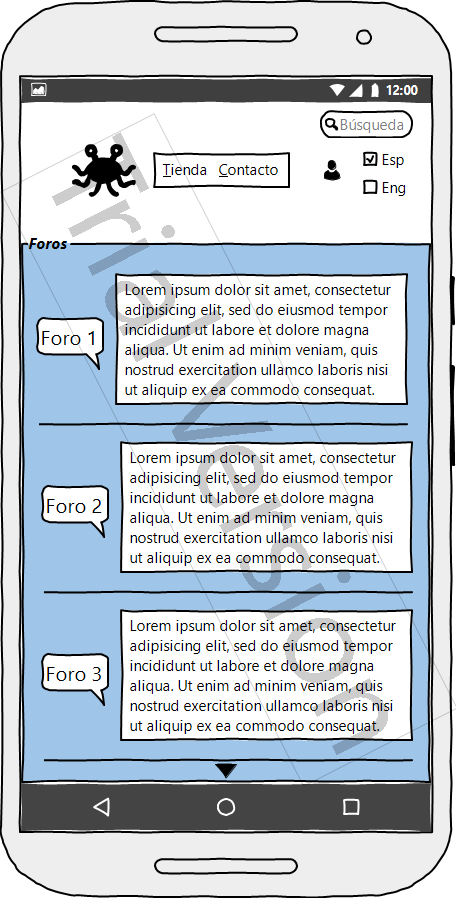 12:00
Búsqueda
Tienda Contacto
Esp
Eng
Foros
Foro 1
Lorem ipsum dolor sit amet, consectetur
adipisicing elit, sed do eiusmod tempor
incididunt ut labore et dolore magna
aliqua. Ut enim ad minim veniam, quis
nostrud exercitation ullamco laboris nisi
ut aliquip ex ea commodo consequat.
Foro 2
Lorem ipsum dolor sit amet, consectetur
adipisicing elit, sed do eiusmod tempor
incididunt ut labore et dolore magna
aliqua. Ut enim ad minim veniam, quis
nostrud exercitation ullamco laboris nisi
ut aliquip ex ea commodo consequat.
Foro 3
Lorem ipsum dolor sit amet, consectetur
adipisicing elit, sed do eiusmod tempor
incididunt ut labore et dolore magna
aliqua. Ut enim ad minim veniam, quis
nostrud exercitation ullamco laboris nisi
ut aliquip ex ea commodo consequat.
Trial version